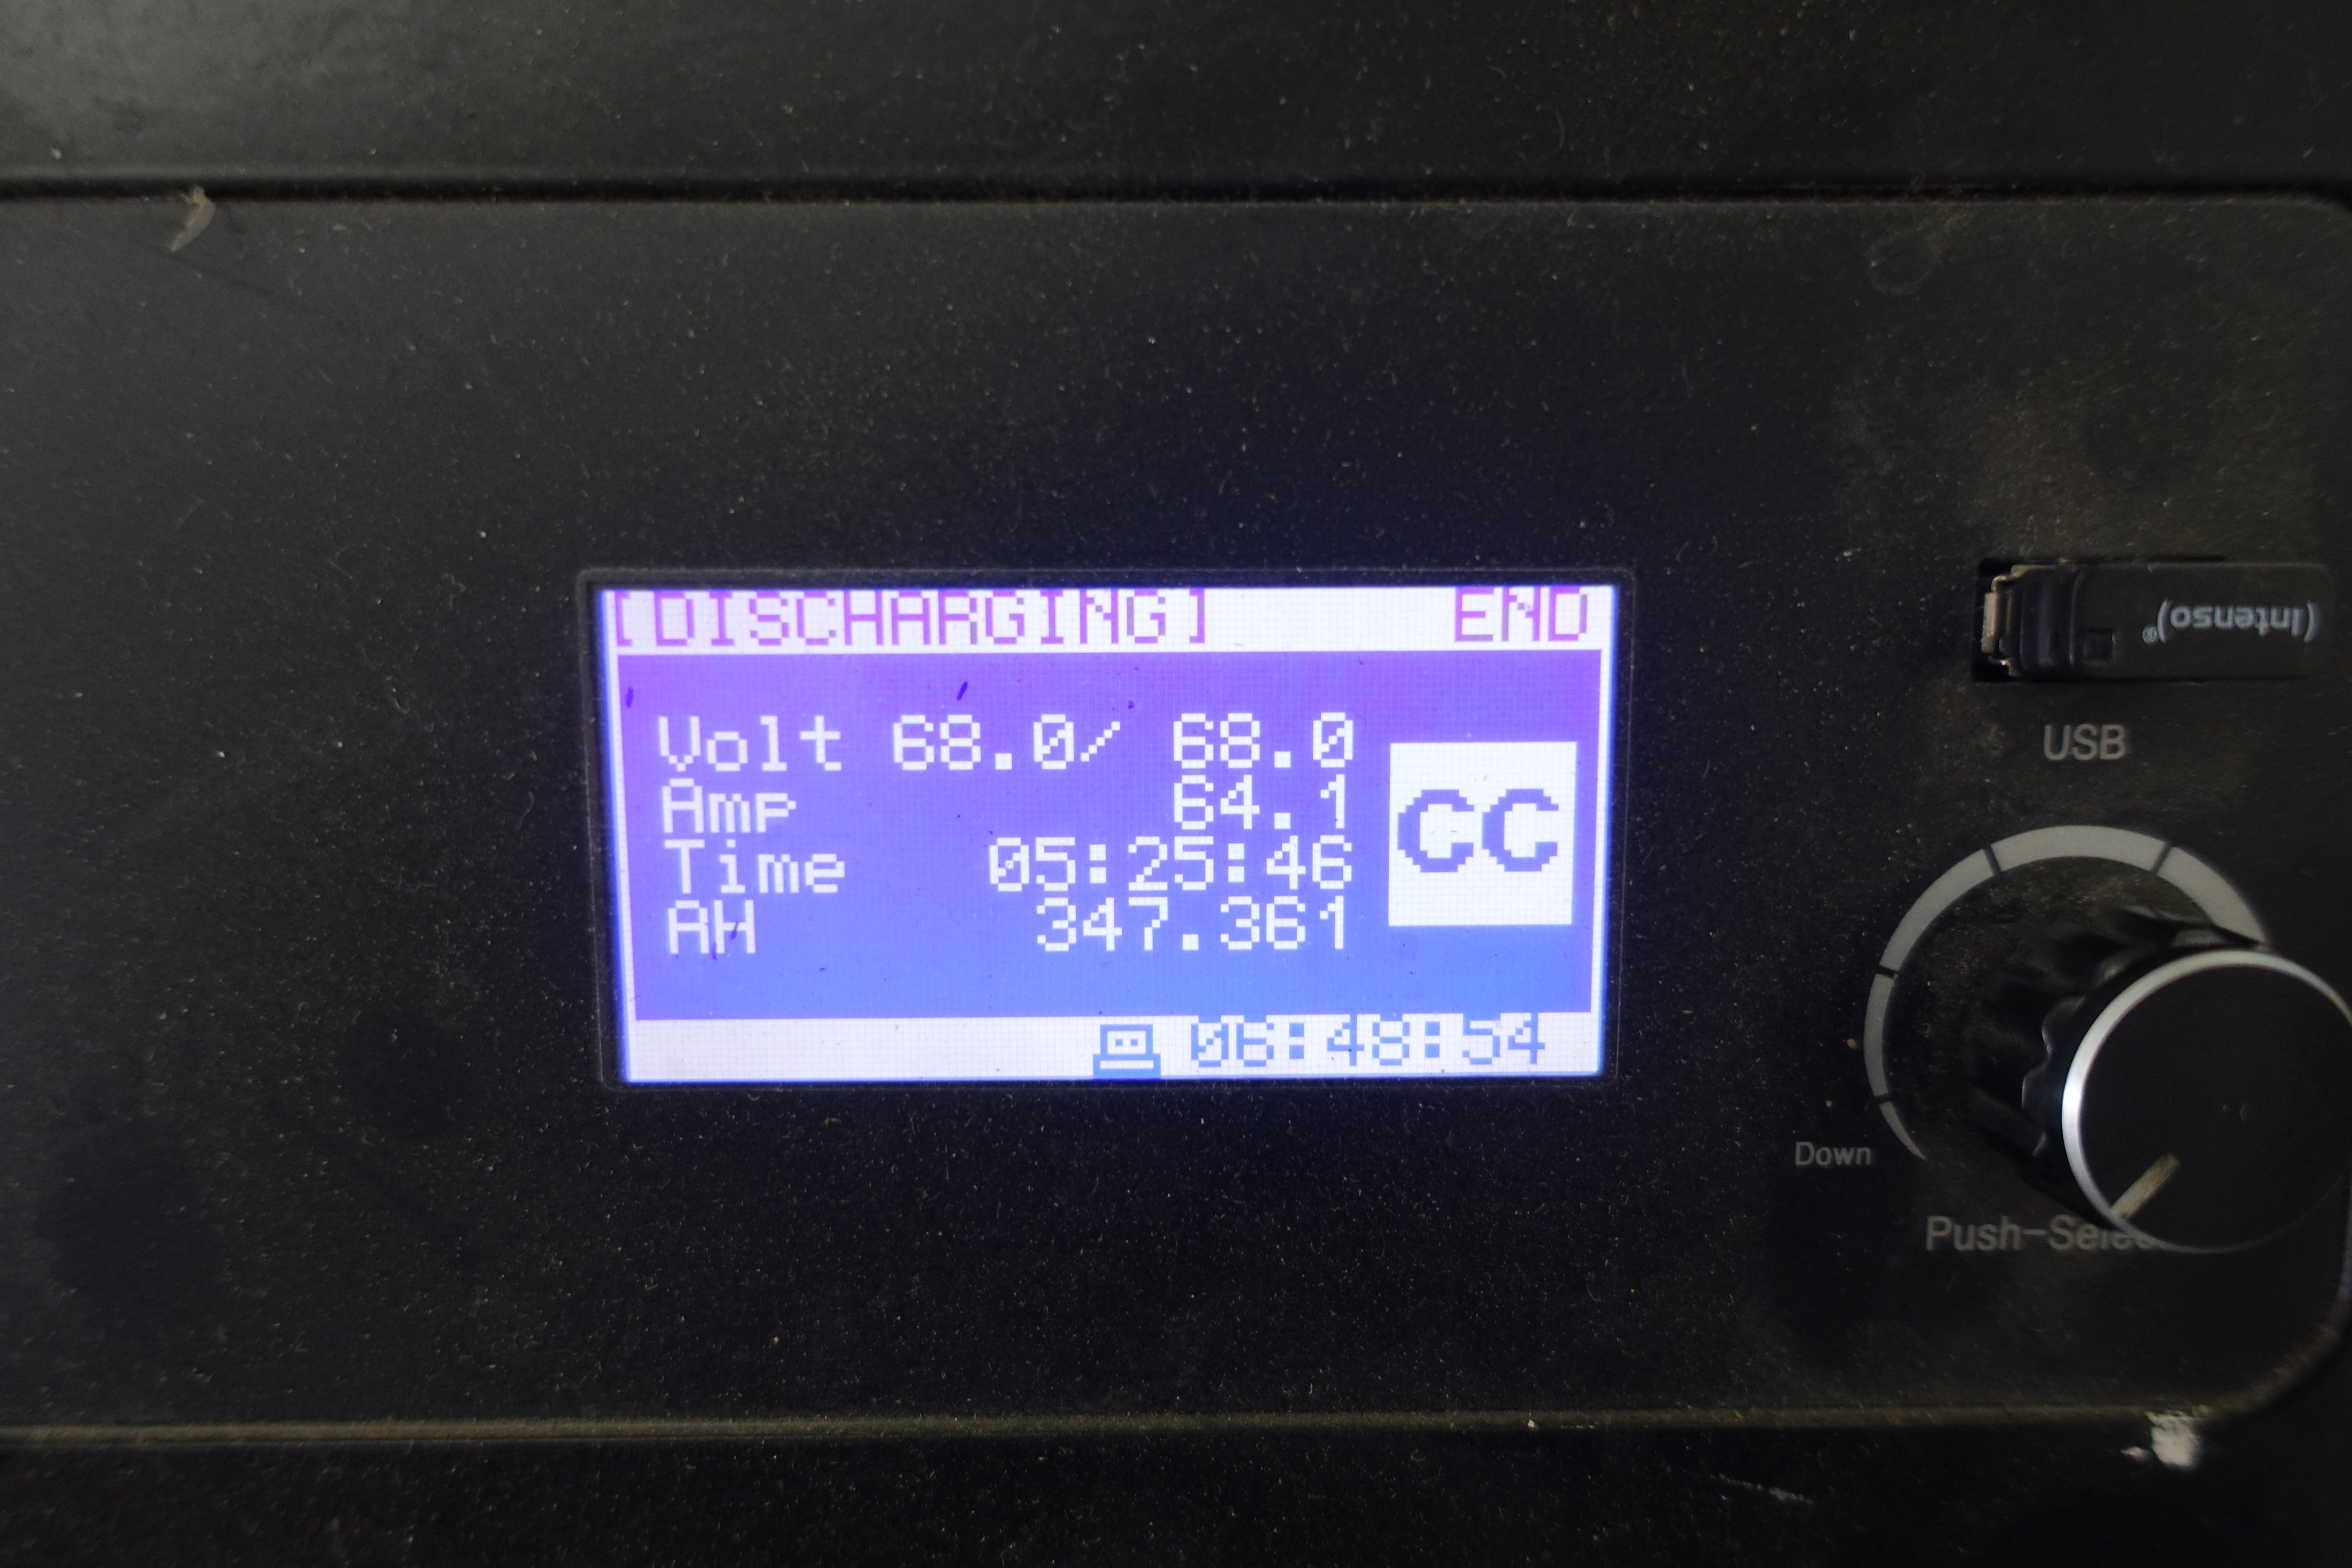 [DISCHARGING] END
Volt 68.0/ 68.0
Amp 64.1
CC
Time 05:25:46
AH 347.361
06:48:54
(intenso)®
USB
Down
Push-Select